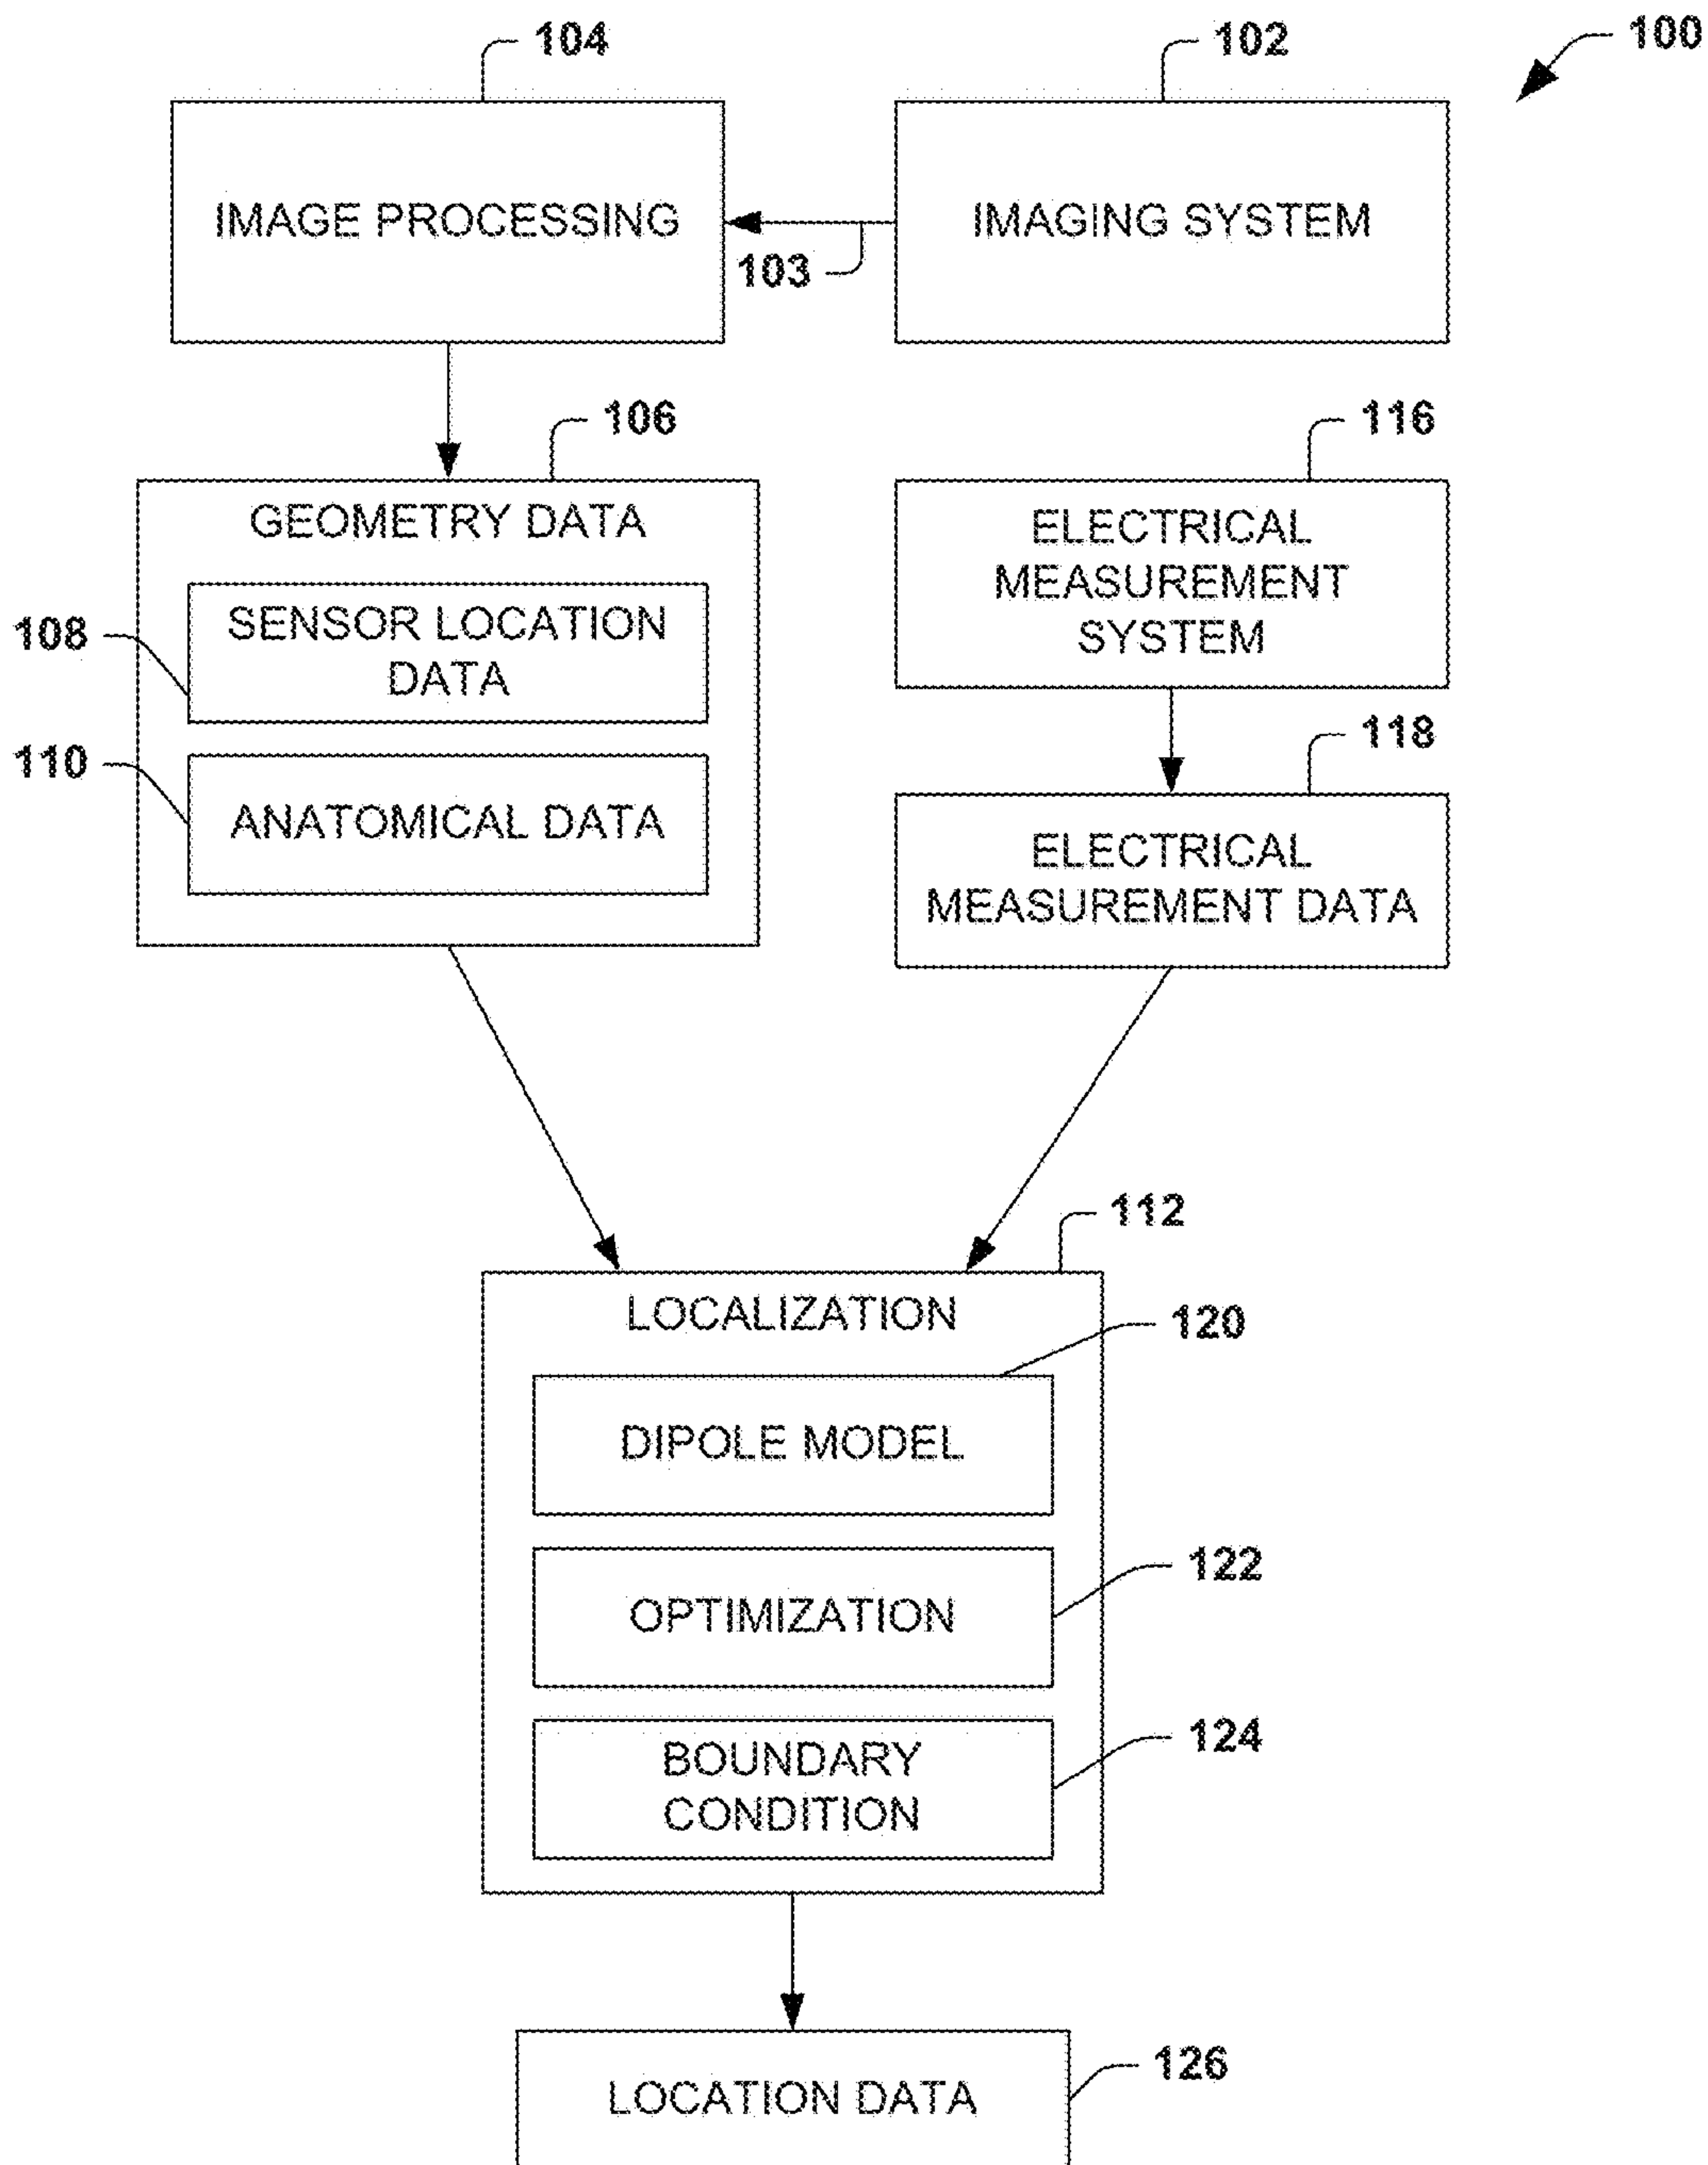 104
102
100
IMAGE PROCESSING
IMAGING SYSTEM
103
106
116
GEOMETRY DATA
ELECTRICAL
MEASUREMENT
SYSTEM
108
SENSOR LOCATION
DATA
118
110
ANATOMICAL DATA
ELECTRICAL
MEASUREMENT DATA
112
LOCALIZATION
120
DIPOLE MODEL
122
OPTIMIZATION
124
BOUNDARY
CONDITION
126
LOCATION DATA